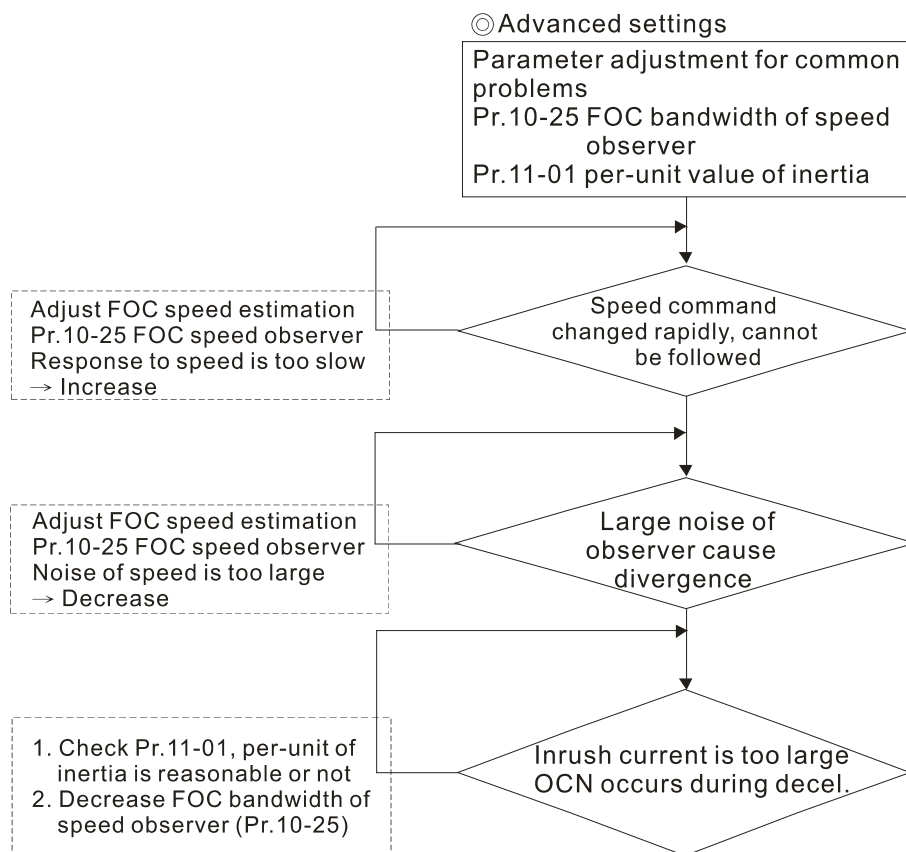 ◎ Advanced settings
Parameter adjustment for common
problems
Pr.10-25 FOC bandwidth of speed
observer
Pr.11-01 per-unit value of inertia
Speed command
changed rapidly, cannot
be followed
Adjust FOC speed estimation
Pr.10-25 FOC speed observer
Response to speed is too slow
→ Increase
Large noise of
observer cause
divergence
Adjust FOC speed estimation
Pr.10-25 FOC speed observer
Noise of speed is too large
→ Decrease
Inrush current is too large
OCN occurs during decel.
1. Check Pr.11-01, per-unit of
inertia is reasonable or not
2. Decrease FOC bandwidth of
speed observer (Pr.10-25)